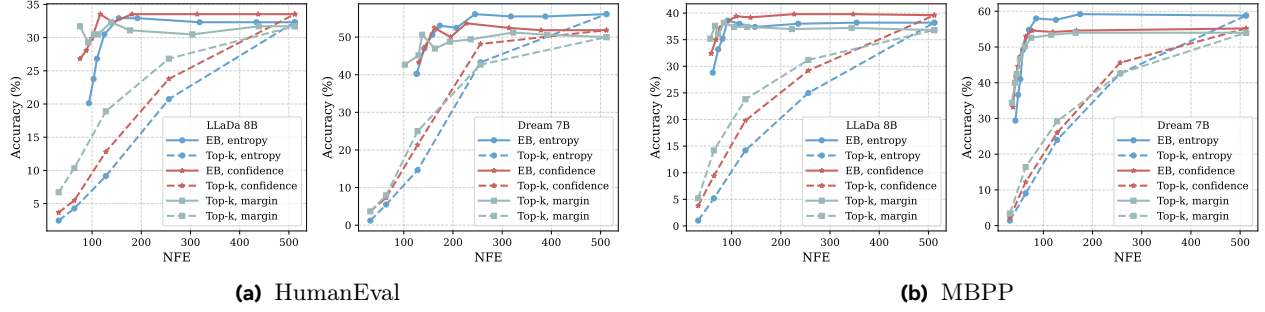 Accuracy (%)
35
30
25
20
15
10
5
100 200 300 400 500
NFE
LLaDa 8B
EB, entropy
Top-k, entropy
EB, confidence
Top-k, confidence
Top-k, margin
Top-k, margin
Accuracy (%)
50
40
30
20
10
0
100 200 300 400 500
NFE
Dream 7B
EB, entropy
Top-k, entropy
EB, confidence
Top-k, confidence
Top-k, margin
Top-k, margin
(a) HumanEval
Accuracy (%)
40
35
30
25
20
15
10
5
0
100 200 300 400 500
NFE
LLaDa 8B
EB, entropy
Top-k, entropy
EB, confidence
Top-k, confidence
Top-k, margin
Top-k, margin
Accuracy (%)
60
50
40
30
20
10
0
100 200 300 400 500
NFE
Dream 7B
EB, entropy
Top-k, entropy
EB, confidence
Top-k, confidence
Top-k, margin
Top-k, margin
(b) MBPP